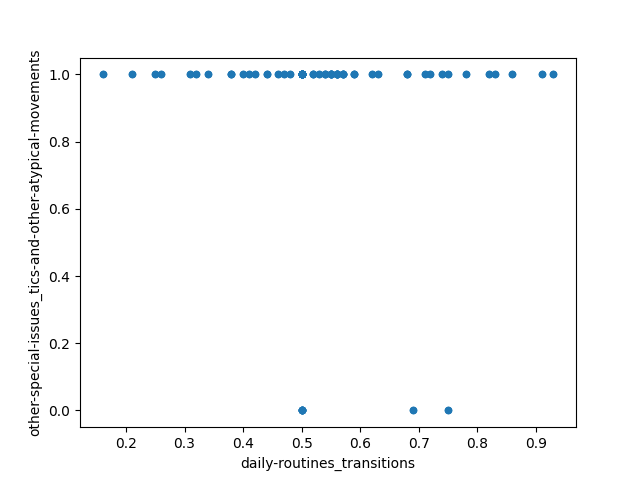 other-special-issues_tics-and-other-atypical-movements
1.0
0.8
0.6
0.4
0.2
0.0
0.2 0.3 0.4 0.5 0.6 0.7 0.8 0.9
daily-routines_transitions